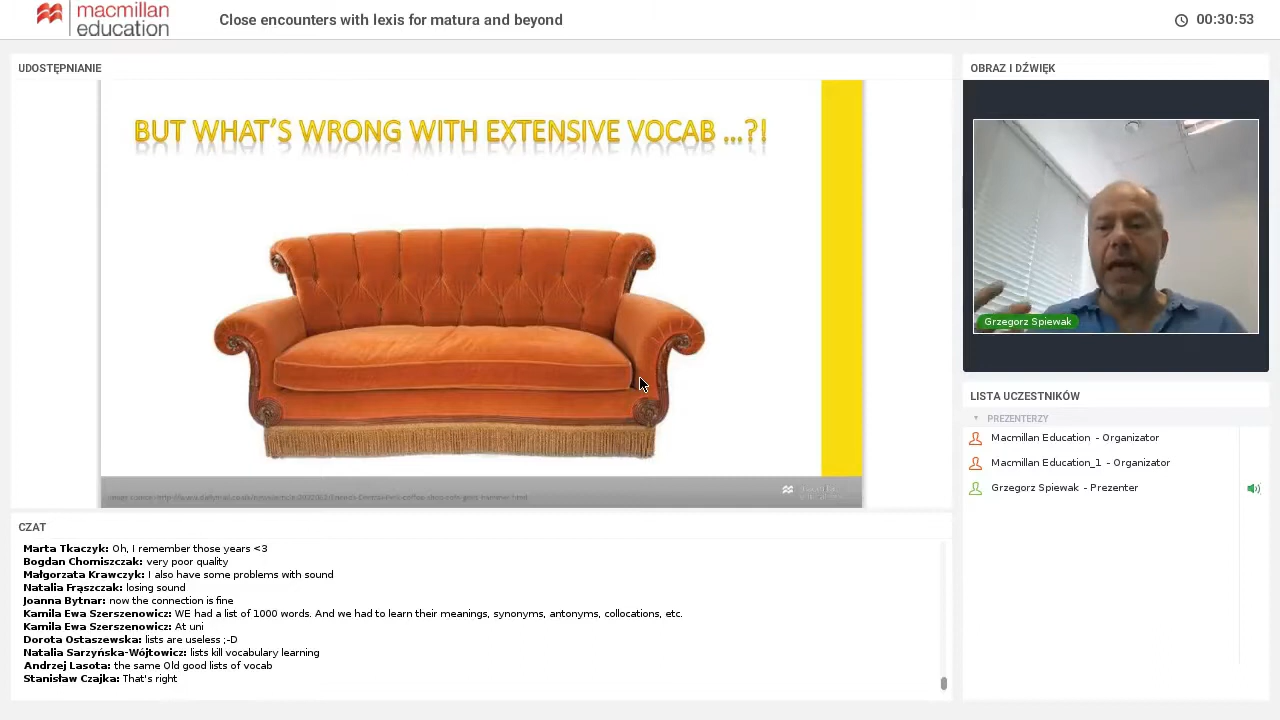 macmillan
education
Close encounters with lexis for matura and beyond
00:30:53
UDOSTĘPNIANIE
BUT WHAT'S WRONG WITH EXTENSIVE VOCAB ...?!
CZAT
Marta Tkaczyk: Oh, I remember those years <3
Bogdan Chomiszczak: very poor quality
Małgorzata Krawczyk: I also have some problems with sound
Natalia Frąszczak: losing sound
Joanna Bytnar: now the connection is fine
Kamila Ewa Szerszenowicz: WE had a list of 1000 words. And we had to learn their meanings, synonyms, antonyms, collocations, etc.
Kamila Ewa Szerszenowicz: At uni
Dorota Ostaszewska: lists are useless ;-D
Natalia Sarzyńska-Wójtowicz: lists kill vocabulary learning
Andrzej Lasota: the same Old good lists of vocab
Stanisław Czajka: That's right
OBRAZ I DŹWIĘK
Grzegorz Spiewak
LISTA UCZESTNIKÓW
PREZENTERZY
Macmillan Education - Organizator
Macmillan Education_1 - Organizator
Grzegorz Spiewak - Prezenter